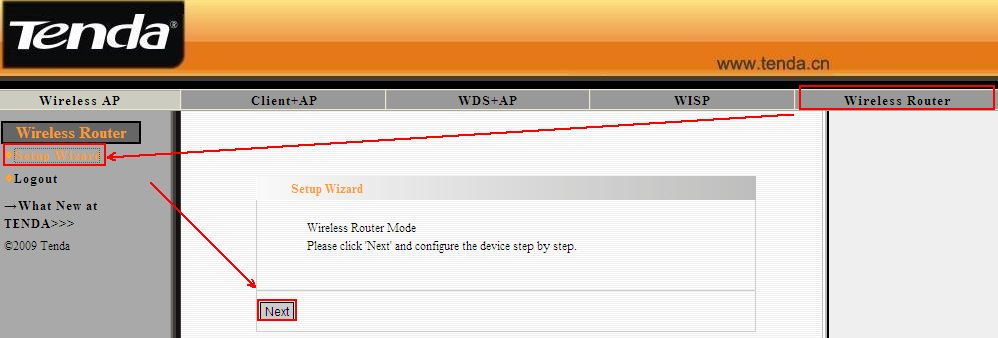 Tenda®
www.tenda.cn
Wireless AP Client+AP WDS+AP WISP Wireless Router
Wireless Router
Setup Wizard
Logout
→What New at
TENDA>>>
©2009 Tenda
Setup Wizard
Wireless Router Mode
Please click 'Next' and configure the device step by step.
Next